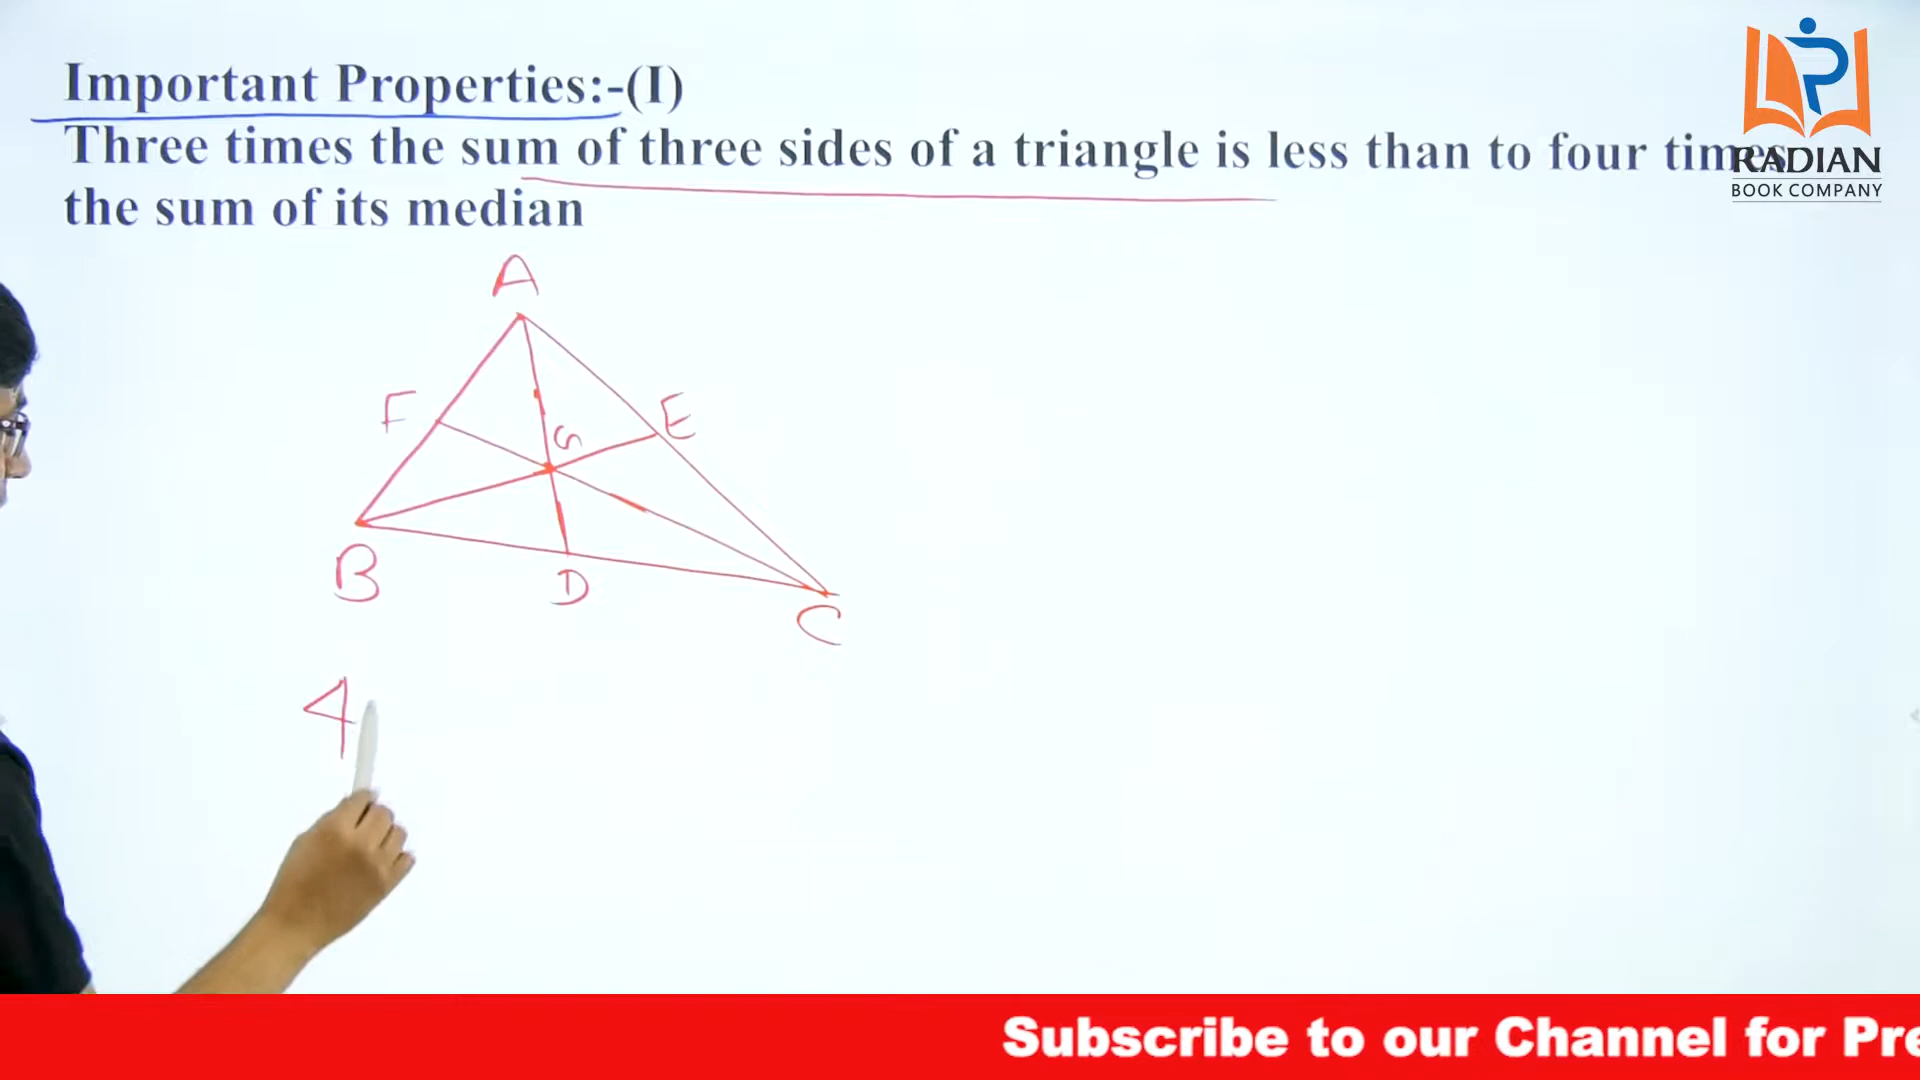 Important Properties:-(I)
Three times the sum of three sides of a triangle is less than to four times
the sum of its median
RADIAN
BOOK COMPANY
A
F
E
G
B
D
C
4
Subscribe to our Channel for Pre